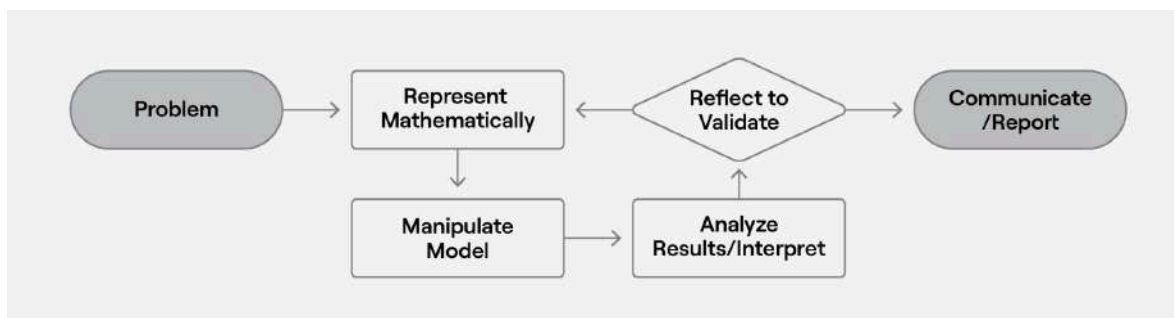 Problem
Represent
Mathematically
Reflect to
Validate
Communicate
/Report
Manipulate
Model
Analyze
Results/Interpret